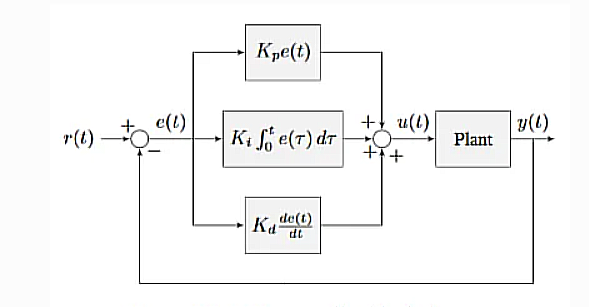 K_p e(t)
+
e(t)
+
u(t)
y(t)
r(t)
−
K_i ∫_0^t e(τ) dτ
+
+
Plant
K_d de(t)/dt